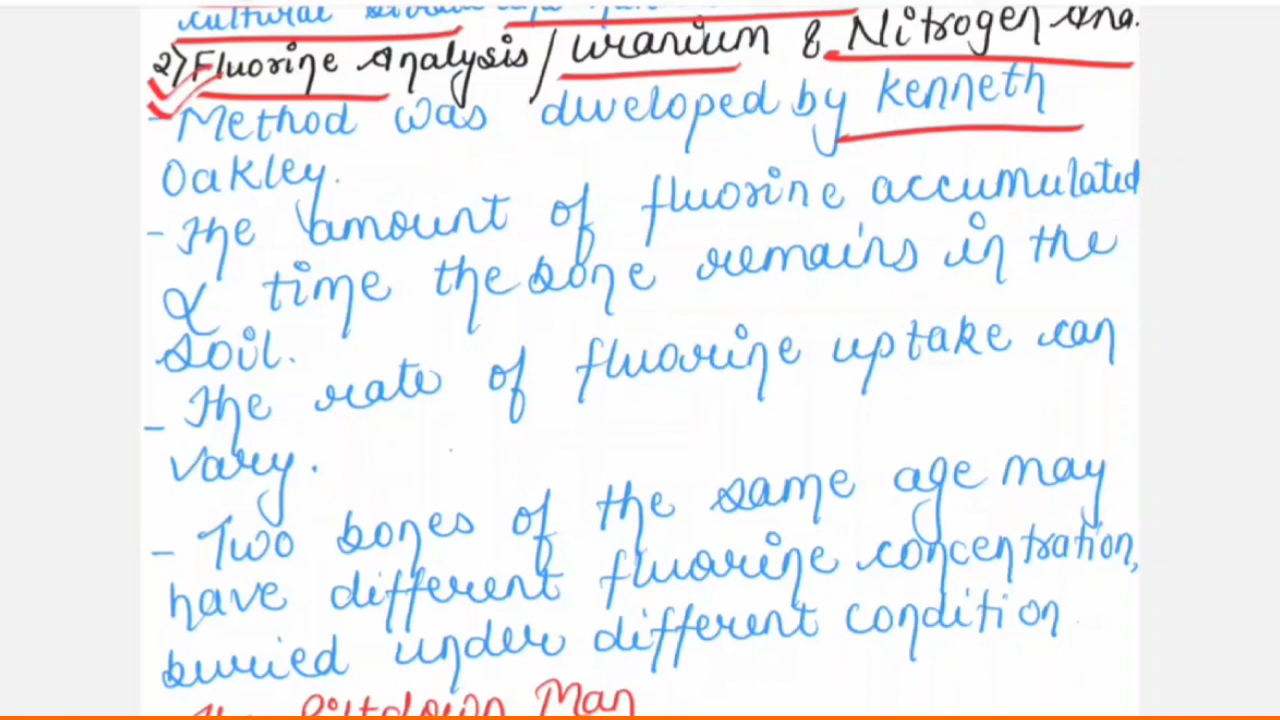 cultural
2) Fluorine Analysis / Uranium & Nitrogen Ana.
- Method was dweloped by Kenneth
Oakley.
- The amount of fluorine accumulated
α time the bone remains in the
soil.
- The rate of fluorine uptake can
vary.
- Two bones of the same age may
have different fluorine concentration,
buried under different condition
Piltdown Man